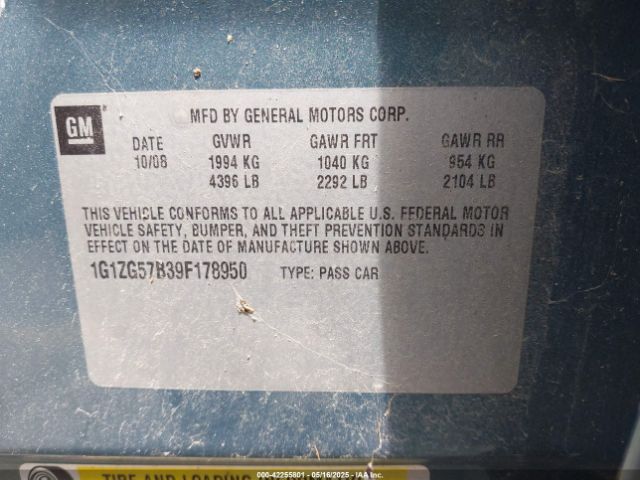 GM
MFD BY GENERAL MOTORS CORP.
DATE GVWR GAWR FRT GAWR RR
10/08 1994 KG 1040 KG 954 KG
4396 LB 2292 LB 2104 LB
THIS VEHICLE CONFORMS TO ALL APPLICABLE U.S. FEDERAL MOTOR
VEHICLE SAFETY, BUMPER, AND THEFT PREVENTION STANDARDS IN
EFFECT ON THE DATE OF MANUFACTURE SHOWN ABOVE.
1G1ZG57B39F178950 TYPE: PASS CAR
TIRE AND LOADING
000-42255801 - 05/16/2025 - IAAI.COM